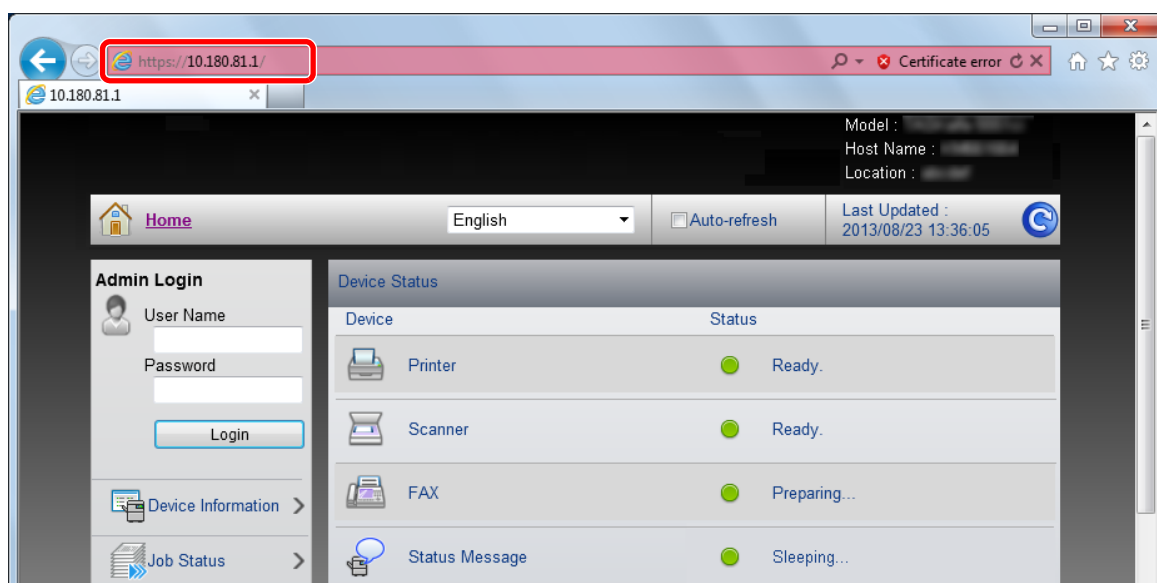 https://10.180.81.1/
Certificate error
10.180.81.1
Model :
Host Name :
Location :
Home
English
Auto-refresh
Last Updated :
2013/08/23 13:36:05
Admin Login
User Name
Password
Login
Device Information
Job Status
Device Status
Device Status
Printer Ready.
Scanner Ready.
FAX Preparing...
Status Message Sleeping...